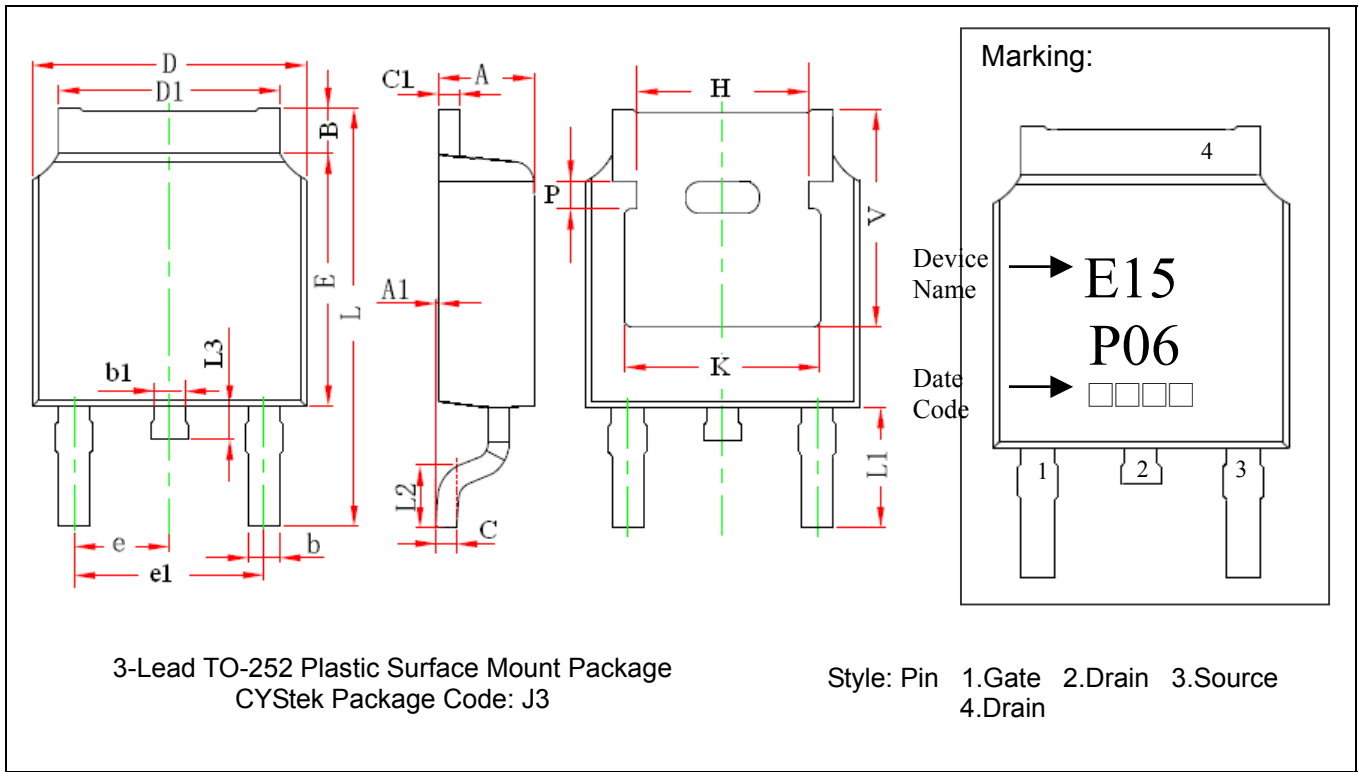 D
D1
B
E
L
L3
b1
e
b
e1
C1
A
A1
L2
C
H
P
V
K
L1
Marking:
4
Device
Name
E15
P06
Date
Code
□□□□
1
2
3
3-Lead TO-252 Plastic Surface Mount Package
CYStek Package Code: J3
Style: Pin 1.Gate 2.Drain 3.Source
4.Drain